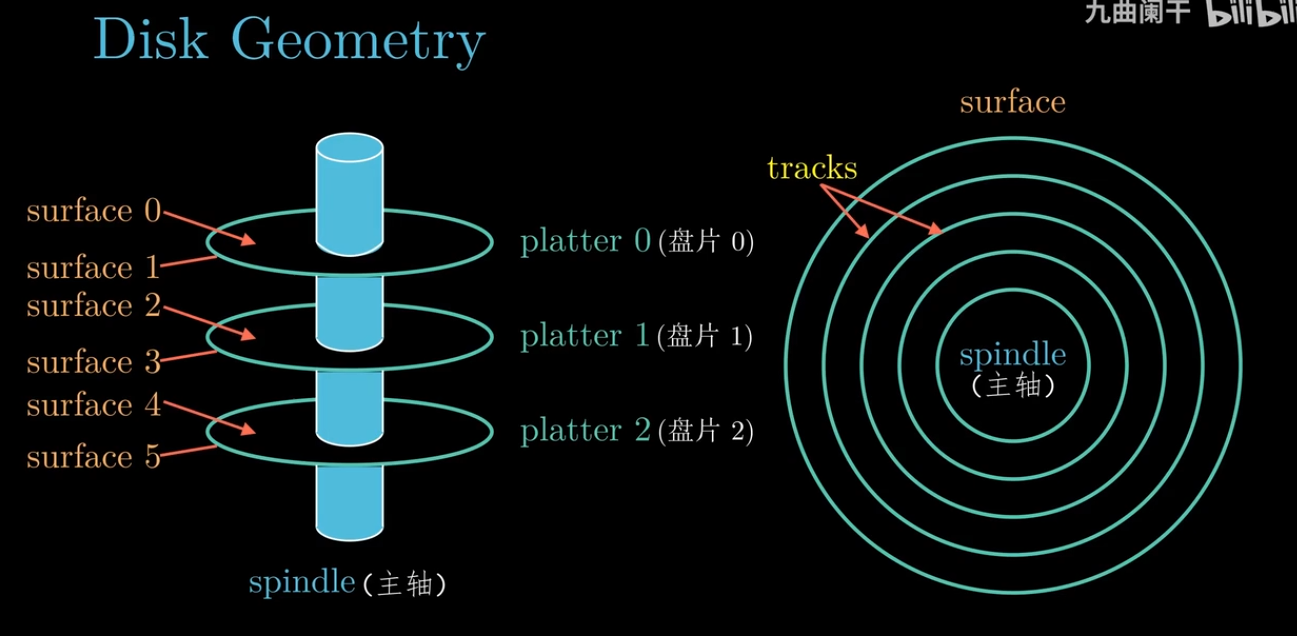 Disk Geometry
九曲阑干 bilibili
surface 0
surface 1
surface 2
surface 3
surface 4
surface 5
platter 0 (盘片 0)
platter 1 (盘片 1)
platter 2 (盘片 2)
spindle (主轴)
surface
tracks
spindle
(主轴)